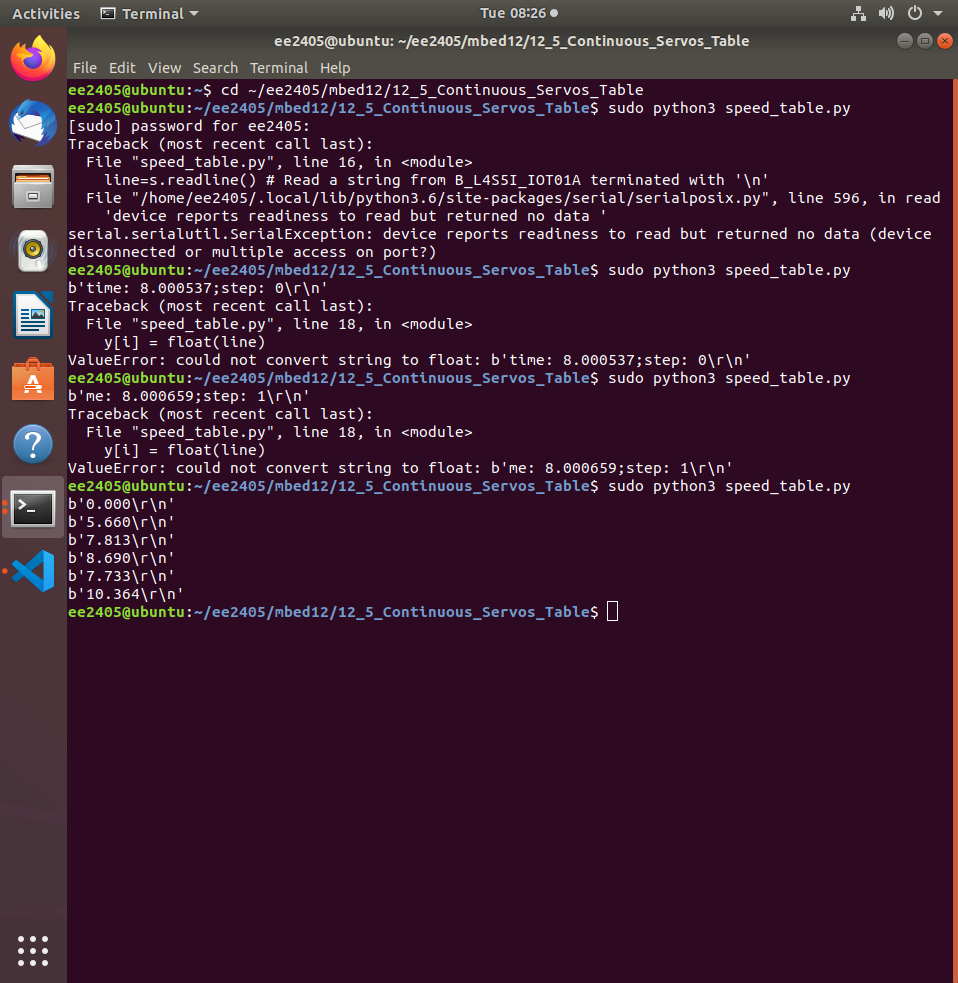 Activities Terminal Tue 08:26
ee2405@ubuntu: ~/ee2405/mbed12/12_5_Continuous_Servos_Table
File Edit View Search Terminal Help
ee2405@ubuntu:~$ cd ~/ee2405/mbed12/12_5_Continuous_Servos_Table
ee2405@ubuntu:~/ee2405/mbed12/12_5_Continuous_Servos_Table$ sudo python3 speed_table.py
[sudo] password for ee2405:
Traceback (most recent call last):
  File "speed_table.py", line 16, in <module>
    line=s.readline() # Read a string from B_L4S5I_IOT01A terminated with '\n'
  File "/home/ee2405/.local/lib/python3.6/site-packages/serial/serialposix.py", line 596, in read
    'device reports readiness to read but returned no data '
serial.serialutil.SerialException: device reports readiness to read but returned no data (device
disconnected or multiple access on port?)
ee2405@ubuntu:~/ee2405/mbed12/12_5_Continuous_Servos_Table$ sudo python3 speed_table.py
b'time: 8.000537;step: 0\r\n'
Traceback (most recent call last):
  File "speed_table.py", line 18, in <module>
    y[i] = float(line)
ValueError: could not convert string to float: b'time: 8.000537;step: 0\r\n'
ee2405@ubuntu:~/ee2405/mbed12/12_5_Continuous_Servos_Table$ sudo python3 speed_table.py
b'me: 8.000659;step: 1\r\n'
Traceback (most recent call last):
  File "speed_table.py", line 18, in <module>
    y[i] = float(line)
ValueError: could not convert string to float: b'me: 8.000659;step: 1\r\n'
ee2405@ubuntu:~/ee2405/mbed12/12_5_Continuous_Servos_Table$ sudo python3 speed_table.py
b'0.000\r\n'
b'5.660\r\n'
b'7.813\r\n'
b'8.690\r\n'
b'7.733\r\n'
b'10.364\r\n'
ee2405@ubuntu:~/ee2405/mbed12/12_5_Continuous_Servos_Table$